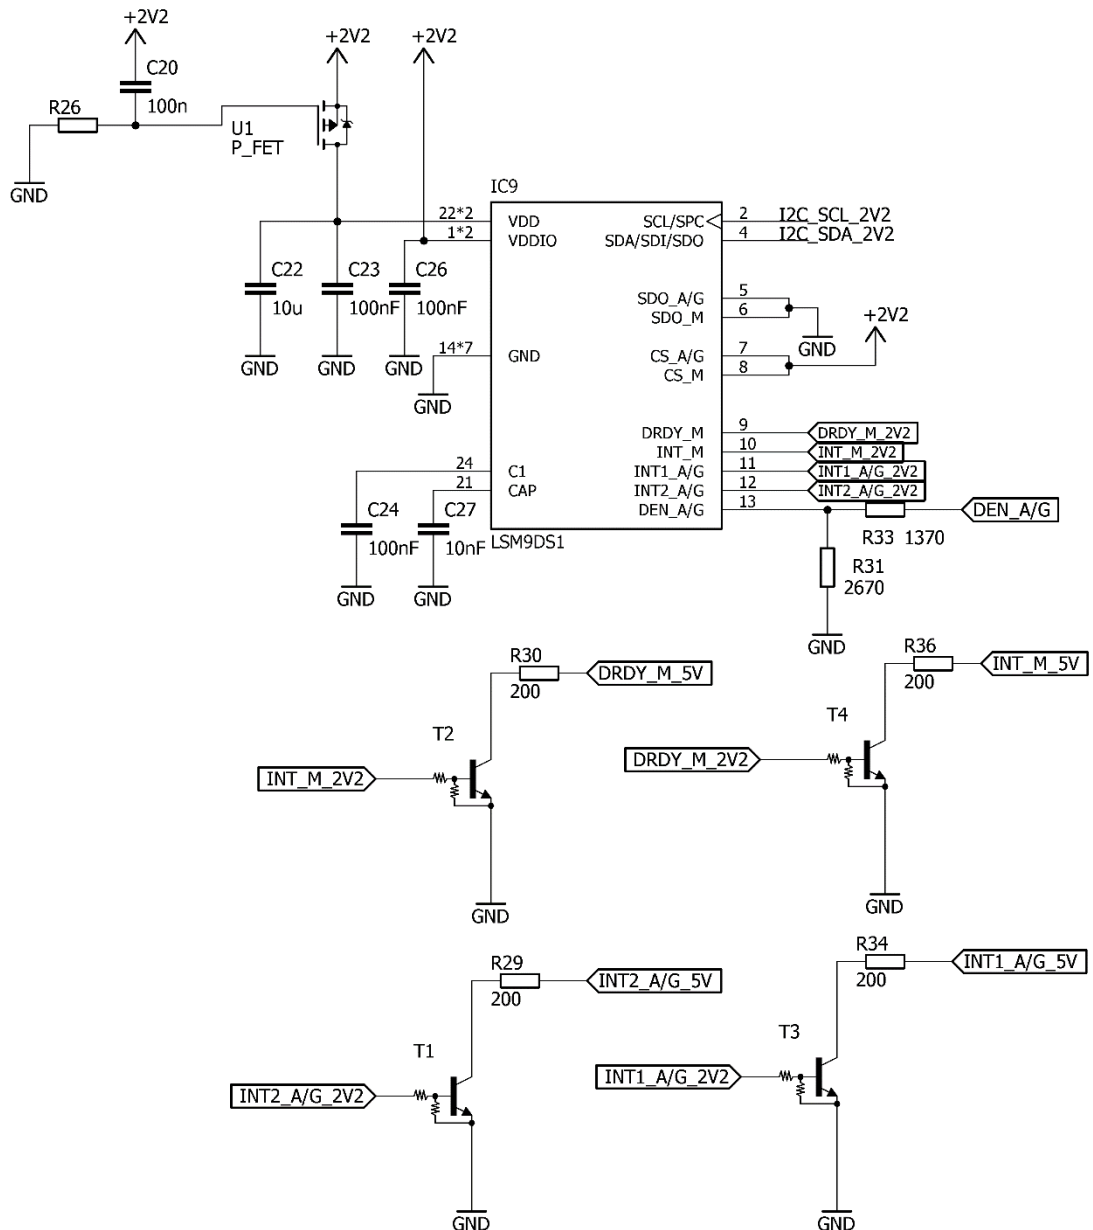 +2V2
C20
100n
R26
GND
U1
P_FET
+2V2
+2V2
IC9
22*2
VDD
1*2
VDDIO
SCL/SPC
2
I2C_SCL_2V2
SDA/SDI/SDO
4
I2C_SDA_2V2
C22
10u
GND
C23
100nF
GND
C26
100nF
GND
SDO_A/G
5
SDO_M
6
GND
+2V2
14*7
GND
GND
CS_A/G
7
CS_M
8
DRDY_M
9
DRDY_M_2V2
INT_M
10
INT_M_2V2
INT1_A/G
11
INT1_A/G_2V2
INT2_A/G
12
INT2_A/G_2V2
DEN_A/G
13
DEN_A/G
R33 1370
24
C1
21
CAP
C24
100nF
GND
C27
10nF
GND
LSM9DS1
R31
2670
GND
R30
200
DRDY_M_5V
T2
INT_M_2V2
GND
R36
200
INT_M_5V
T4
DRDY_M_2V2
GND
R29
200
INT2_A/G_5V
T1
INT2_A/G_2V2
GND
R34
200
INT1_A/G_5V
T3
INT1_A/G_2V2
GND